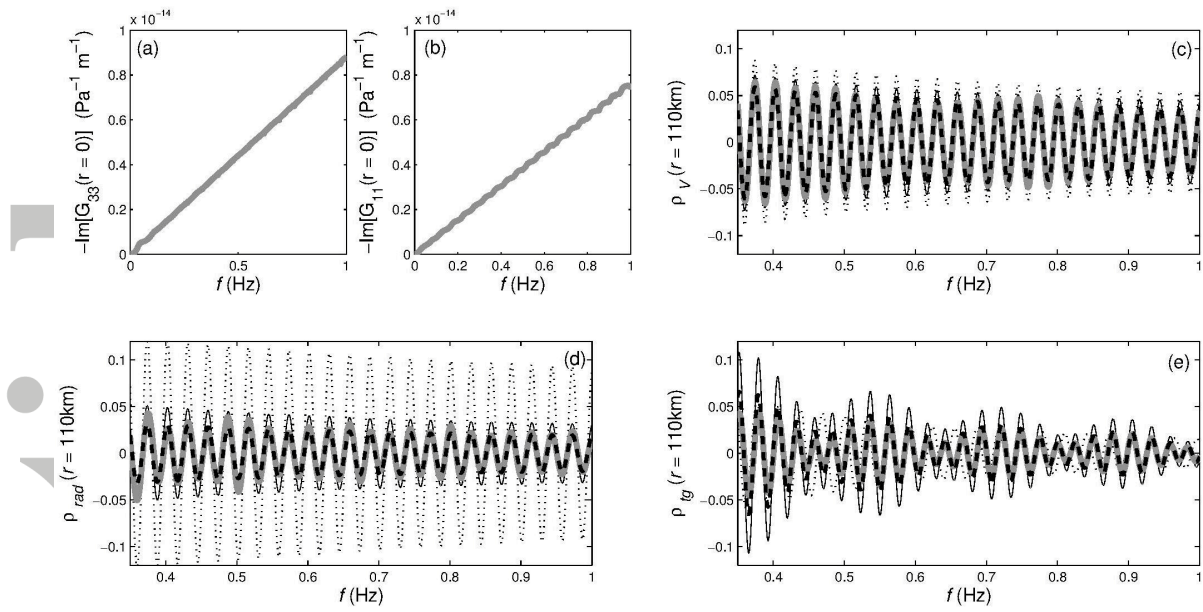 x 10⁻¹⁴
1
0.8
0.6
0.4
0.2
0
0 0.5 1
(a)
−Im[G₃₃(r = 0)] (Pa⁻¹ m⁻¹)
f (Hz)
x 10⁻¹⁴
1
0.8
0.6
0.4
0.2
0
0 0.2 0.4 0.6 0.8 1
(b)
−Im[G₁₁(r = 0)] (Pa⁻¹ m⁻¹)
f (Hz)
0.1
0.05
0
−0.05
−0.1
0.4 0.5 0.6 0.7 0.8 0.9 1
(c)
ρ V (r = 110km)
f (Hz)
0.1
0.05
0
−0.05
−0.1
0.4 0.5 0.6 0.7 0.8 0.9 1
(d)
ρ rad (r = 110km)
f (Hz)
0.1
0.05
0
−0.05
−0.1
0.4 0.5 0.6 0.7 0.8 0.9 1
(e)
ρ tg (r = 110km)
f (Hz)